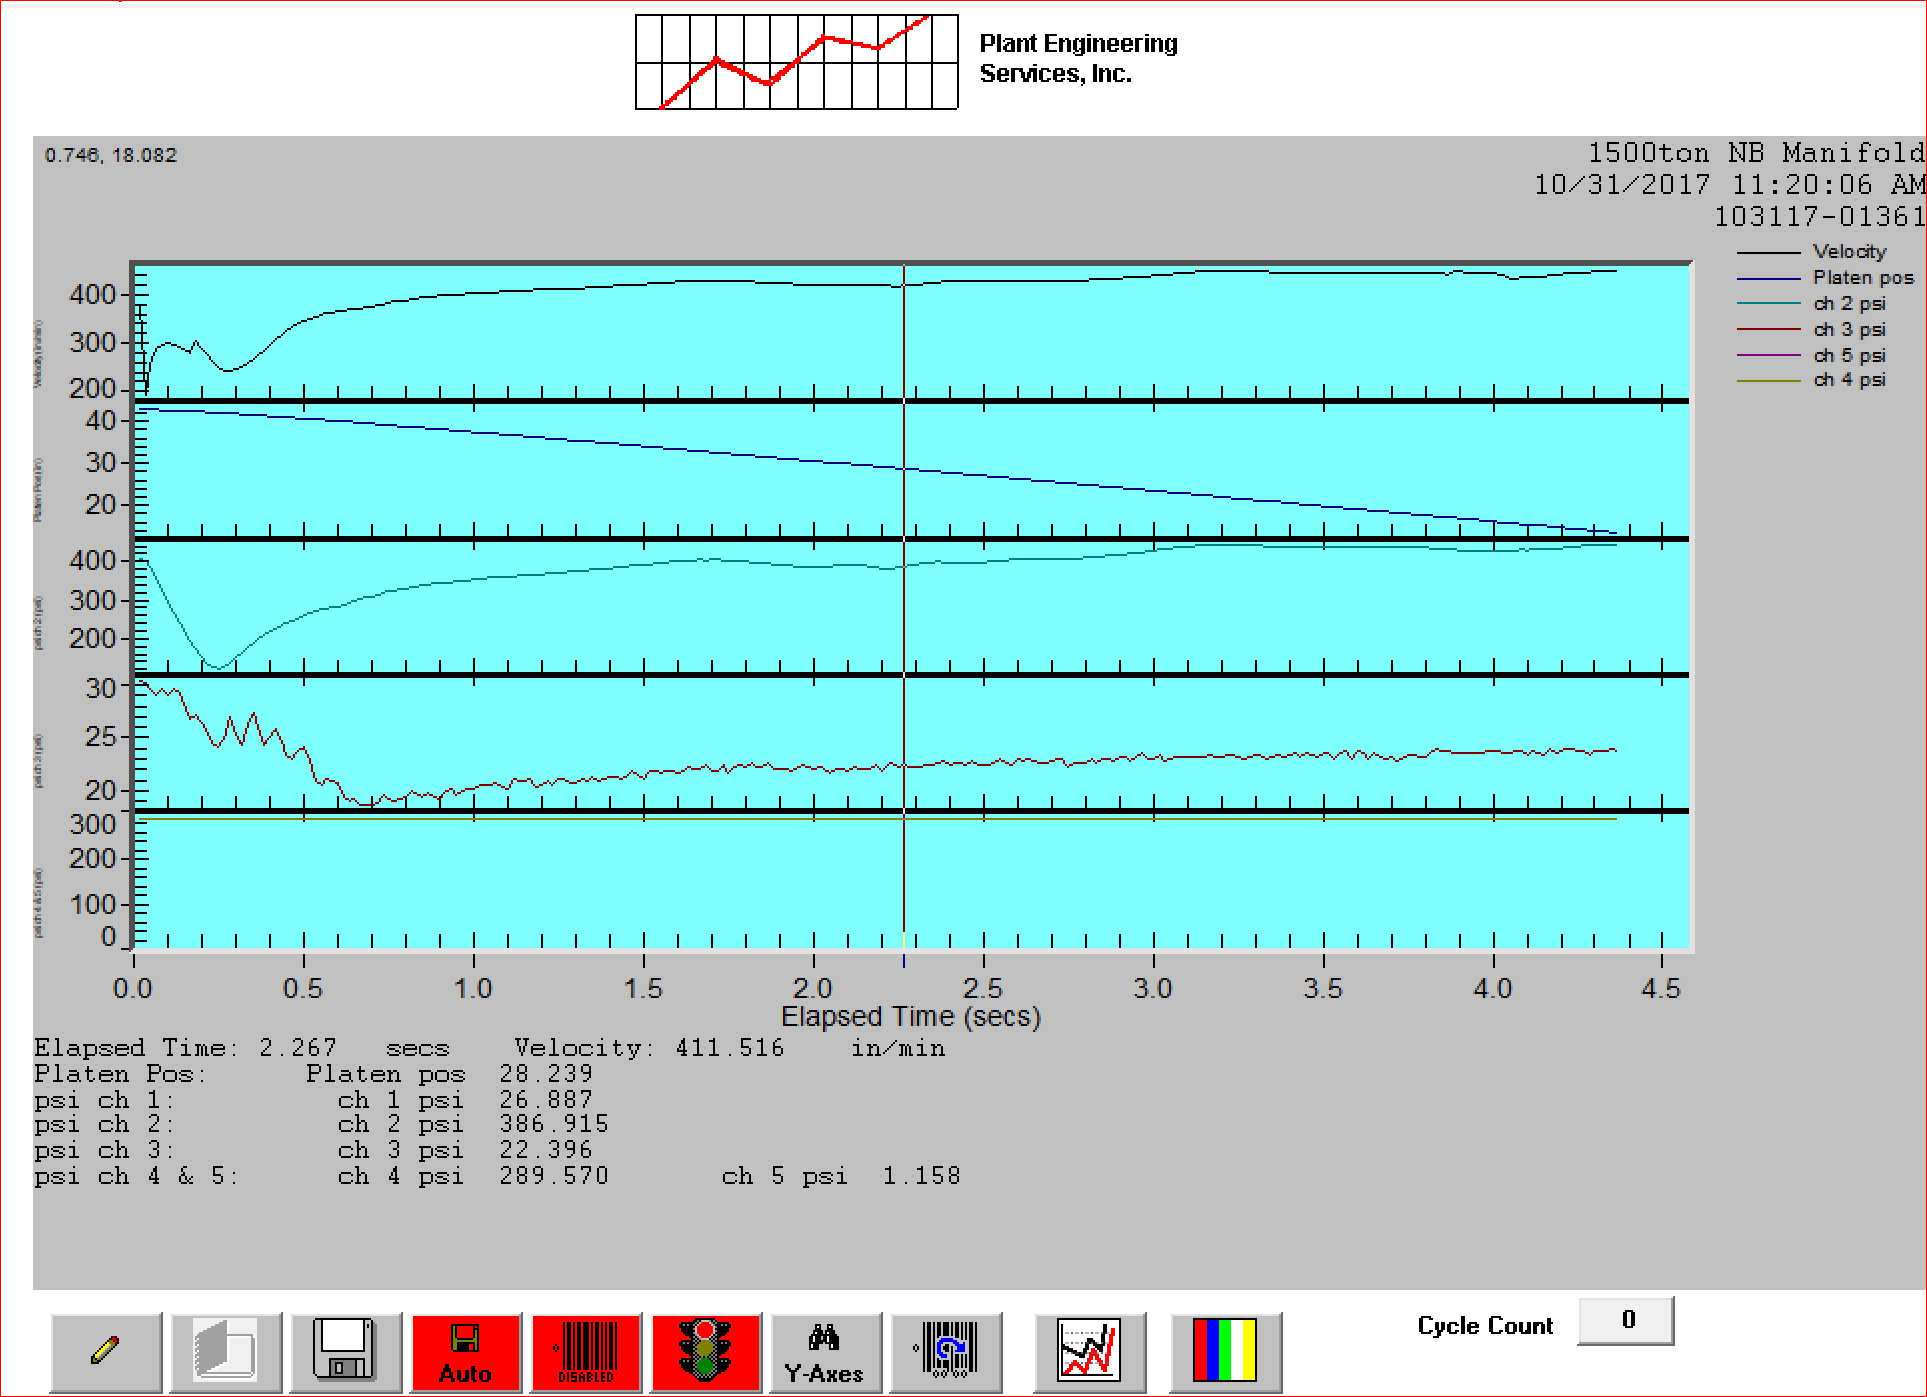 Plant Engineering
Services, Inc.
0.746, 18.082
1500ton NB Manifold
10/31/2017 11:20:06 AM
103117-01361
Velocity
Platen pos
ch 2 psi
ch 3 psi
ch 5 psi
ch 4 psi
400
300
200
40
30
20
400
300
200
30
25
20
300
200
100
0
0.0 0.5 1.0 1.5 2.0 2.5 3.0 3.5 4.0 4.5
Elapsed Time (secs)
Elapsed Time: 2.267 secs Velocity: 411.516 in/min
Platen Pos: Platen pos 28.239
psi ch 1: ch 1 psi 26.887
psi ch 2: ch 2 psi 386.915
psi ch 3: ch 3 psi 22.396
psi ch 4 & 5: ch 4 psi 289.570 ch 5 psi 1.158
Auto
DISABLED
Y-Axes
Cycle Count 0